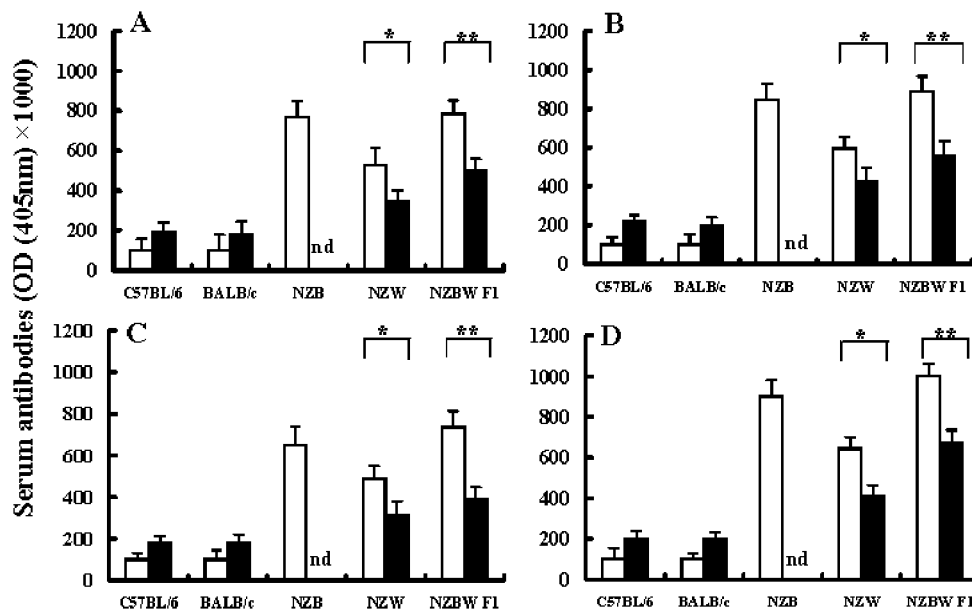 Serum antibodies (OD (405nm) ×1000)
A
1200
1000
800
600
400
200
0
* **
nd
C57BL/6 BALB/c NZB NZW NZBW F1
B
1200
1000
800
600
400
200
0
* **
nd
C57BL/6 BALB/c NZB NZW NZBW F1
C
1200
1000
800
600
400
200
0
* **
nd
C57BL/6 BALB/c NZB NZW NZBW F1
D
1200
1000
800
600
400
200
0
* **
nd
C57BL/6 BALB/c NZB NZW NZBW F1